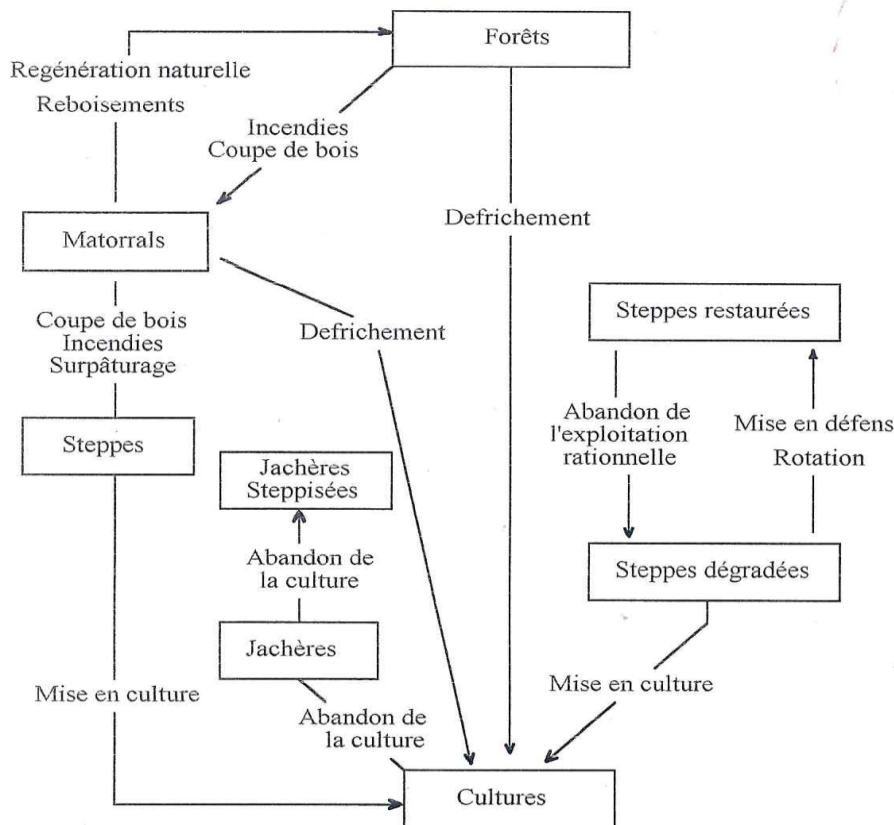 Forêts
Regénération naturelle
Reboisements
Incendies
Coupe de bois
Defrichement
Matorrals
Coupe de bois
Incendies
Surpâturage
Defrichement
Steppes restaurées
Abandon de
l'exploitation
rationnelle
Mise en défens
Rotation
Steppes
Jachères
Steppisées
Abandon de
la culture
Steppes dégradées
Jachères
Mise en culture
Abandon de
la culture
Mise en culture
Cultures